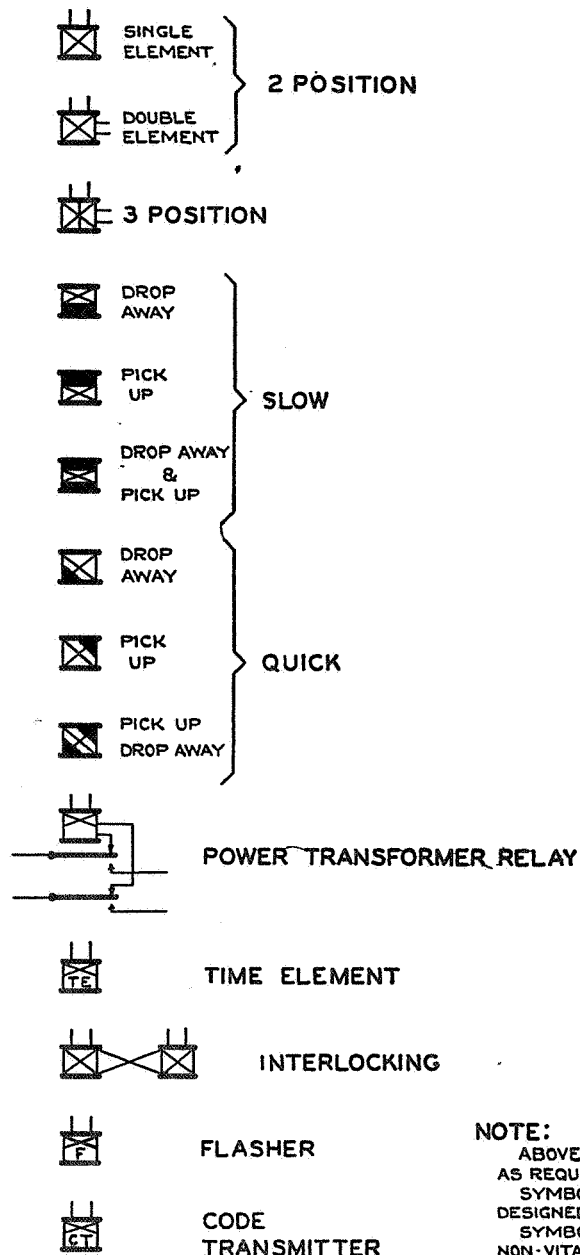 SINGLE
ELEMENT
2 POSITION
DOUBLE
ELEMENT
3 POSITION
DROP
AWAY
PICK
UP
SLOW
DROP AWAY
&
PICK UP
DROP
AWAY
PICK
UP
QUICK
PICK UP
DROP AWAY
POWER TRANSFORMER RELAY
TE
TIME ELEMENT
INTERLOCKING
F
FLASHER
CT
CODE
TRANSMITTER
NOTE:
ABOVE
AS REQU
SYMBO
DESIGNED
SYMBO
NON-VITA